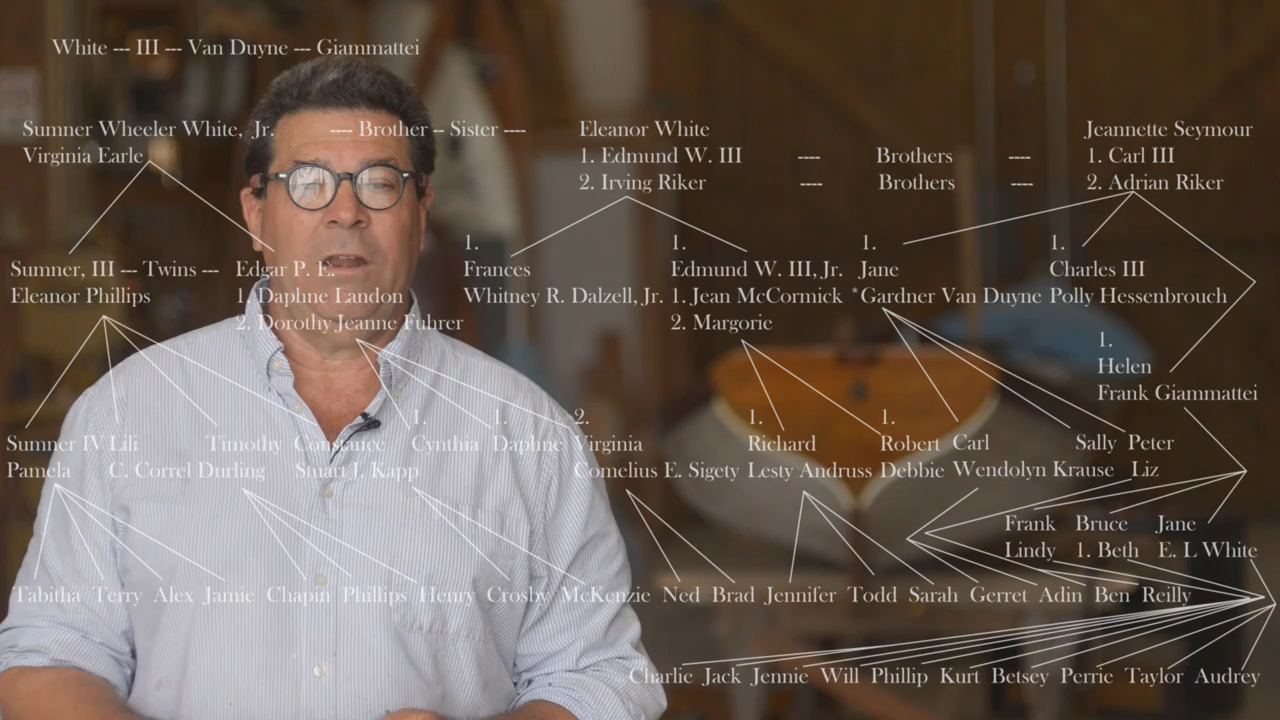 White --- III --- Van Duyne --- Giammattei
Sumner Wheeler White, Jr. ---- Brother -- Sister ---- Eleanor White Jeannette Seymour
Virginia Earle 1. Edmund W. III ---- Brothers ---- 1. Carl III
2. Irving Riker ---- Brothers ---- 2. Adrian Riker
1. 1. 1. 1.
Sumner, III --- Twins --- Edgar P. E. Frances Edmund W. III, Jr. Jane Charles III
Eleanor Phillips 1. Daphne Landon Whitney R. Dalzell, Jr. 1. Jean McCormick *Gardner Van Duyne Polly Hessenbrouch
2. Dorothy Jeanne Fuhrer 2. Margorie
1.
Helen
Frank Giammattei
1. 1. 2. 1. 1.
Sumner IV Lili Timothy Constance Cynthia Daphne Virginia Richard Robert Carl Sally Peter
Pamela C. Correl Durling Stuart J. Kapp Cornelius E. Sigety Lesty Andruss Debbie Wendolyn Krause Liz
Frank Bruce Jane
Lindy 1. Beth E. L White
Tabitha Terry Alex Jamie Chapin Phillips Henry Crosby McKenzie Ned Brad Jennifer Todd Sarah Gerret Adin Ben Reilly
Charlie Jack Jennie Will Phillip Kurt Betsey Perrie Taylor Audrey